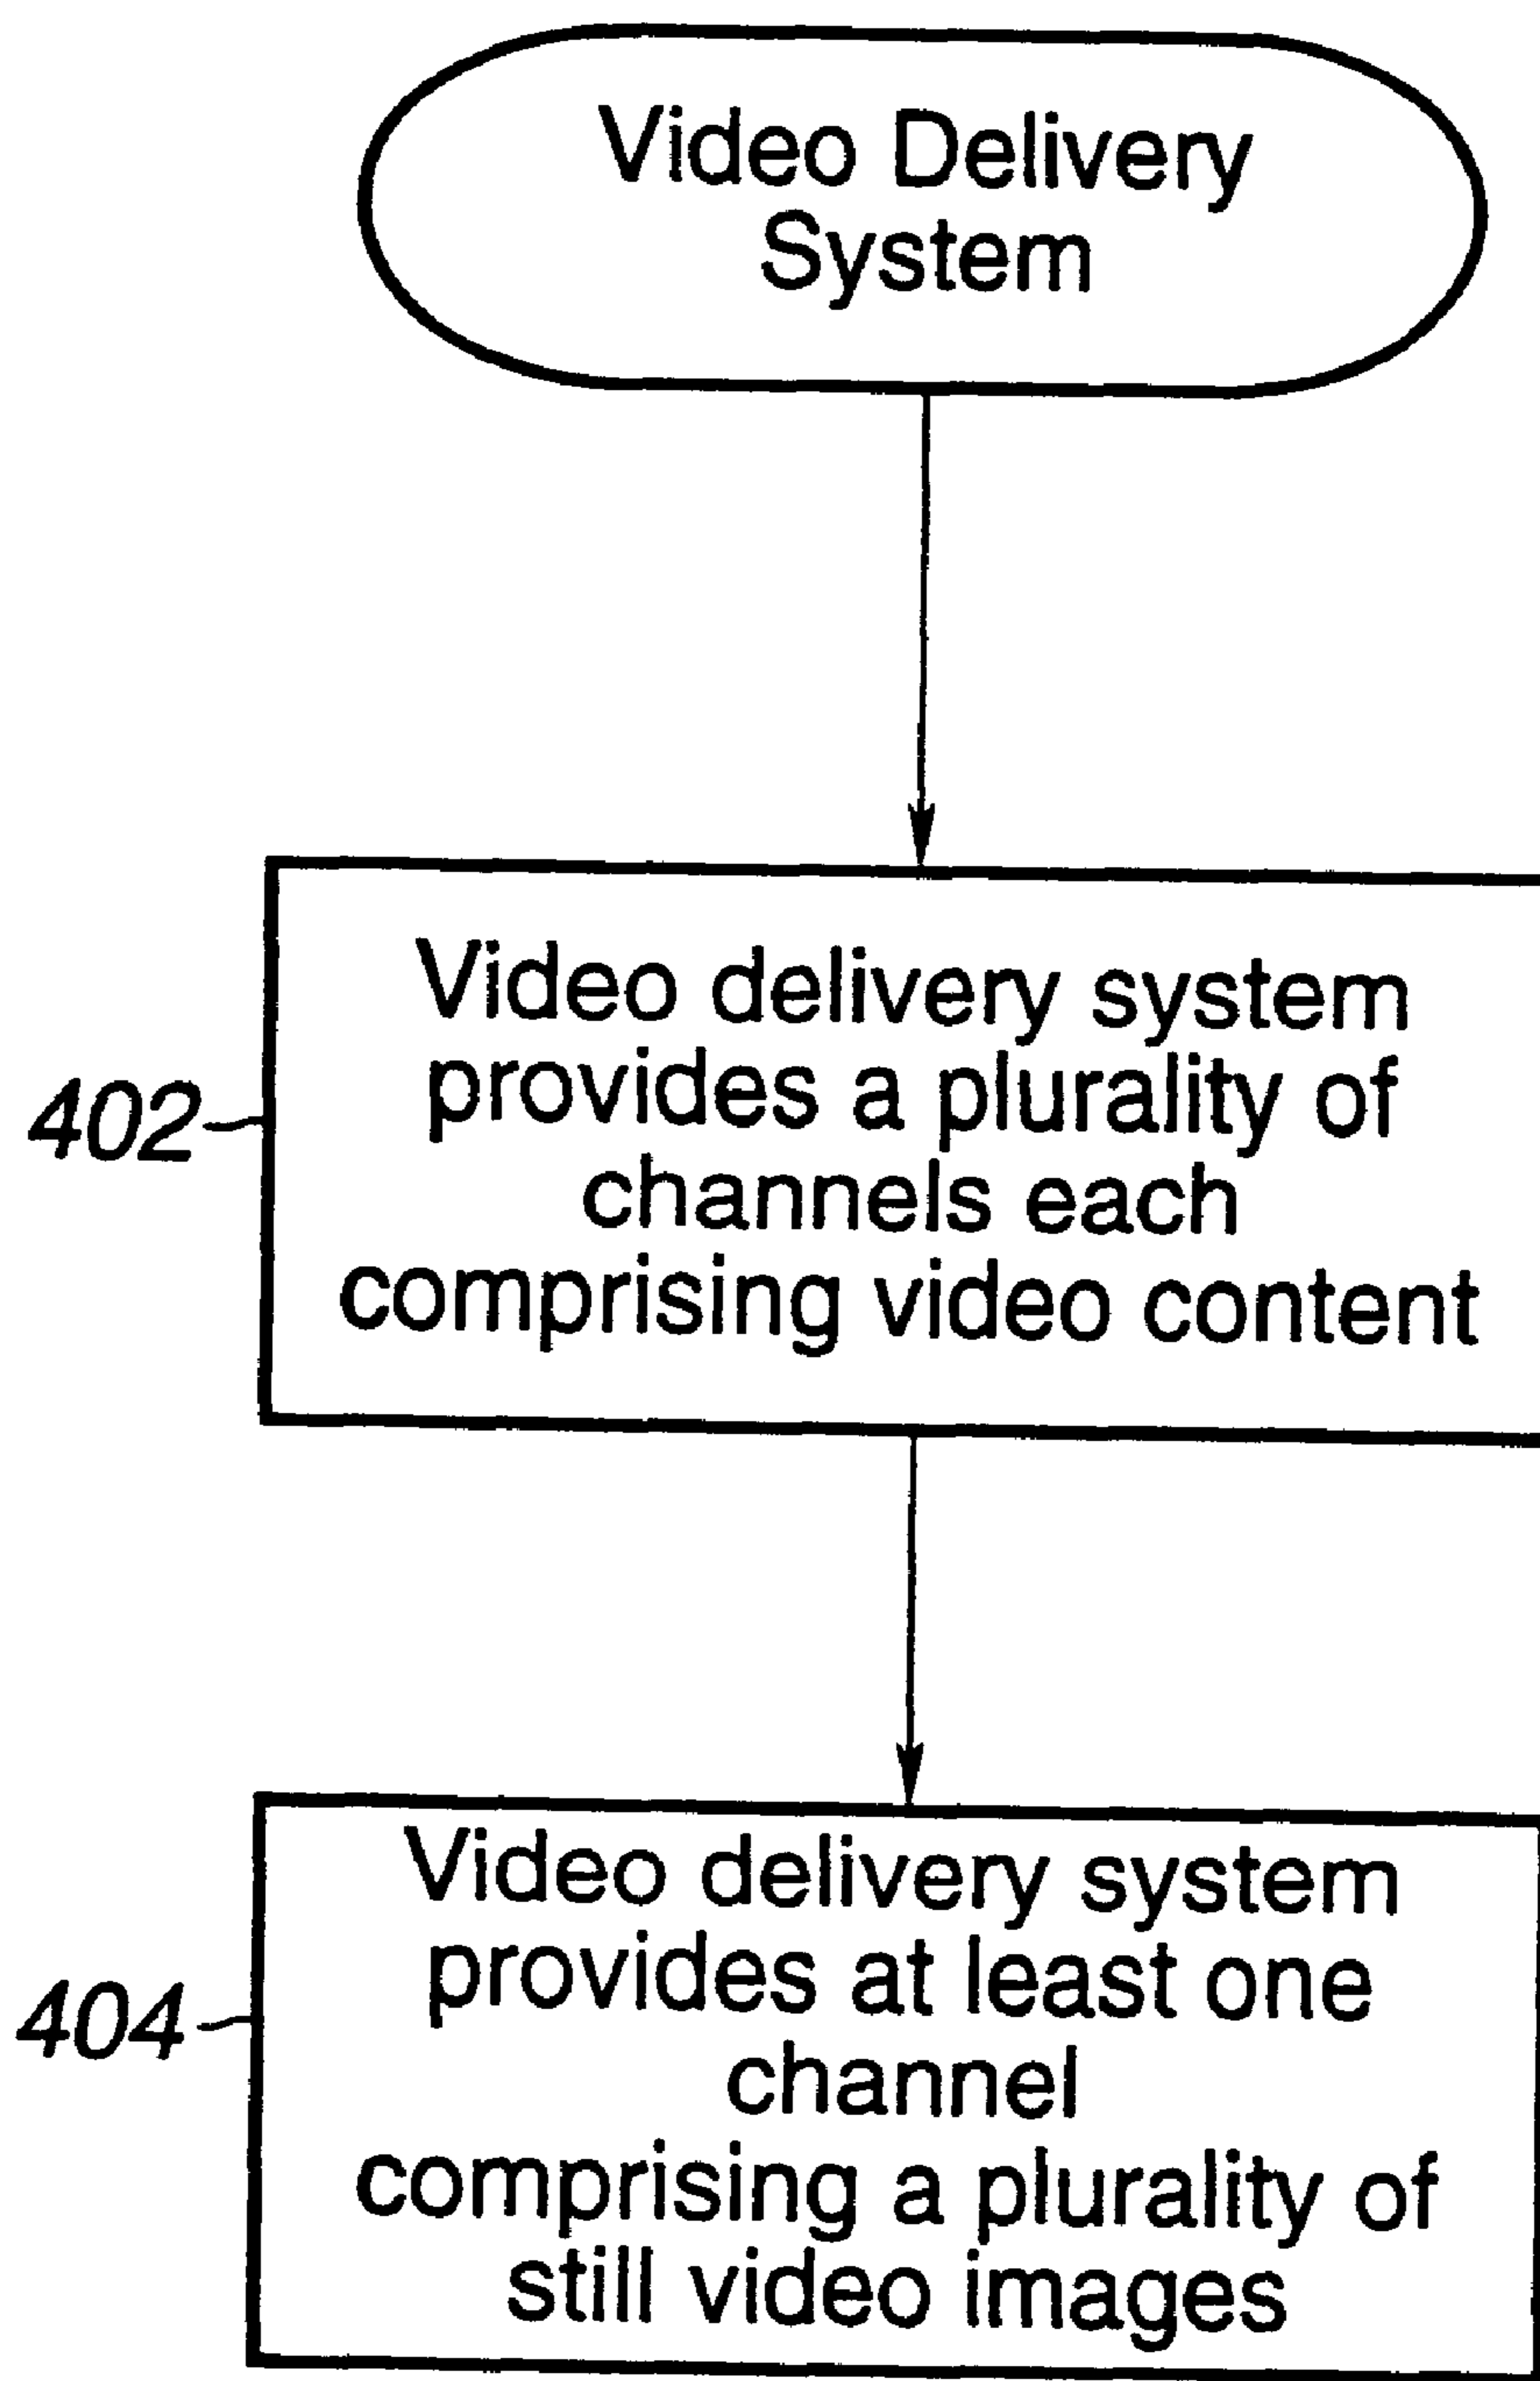 Video Delivery
System
Video delivery system
provides a plurality of
channels each
comprising video content
402
Video delivery system
provides at least one
channel
comprising a plurality of
still video images
404